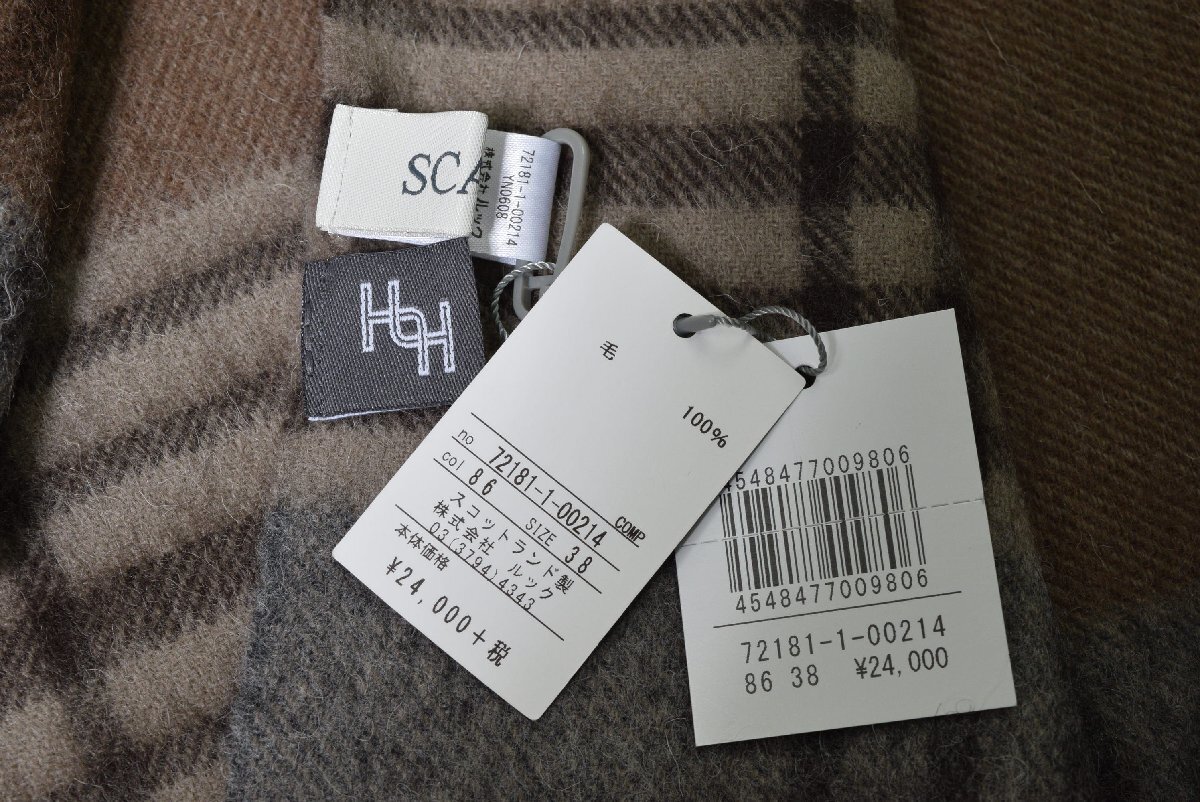 SCA
株式会社ルック
72181-1-00214
YN0608
HH
毛
100%
no 72181-1-00214 COMP
col 86 SIZE 38
スコットランド製
株式会社 ルック
03(3794)4343
本体価格
¥24,000+税
4548477009806
4548477009806
72181-1-00214
86 38 ¥24,000